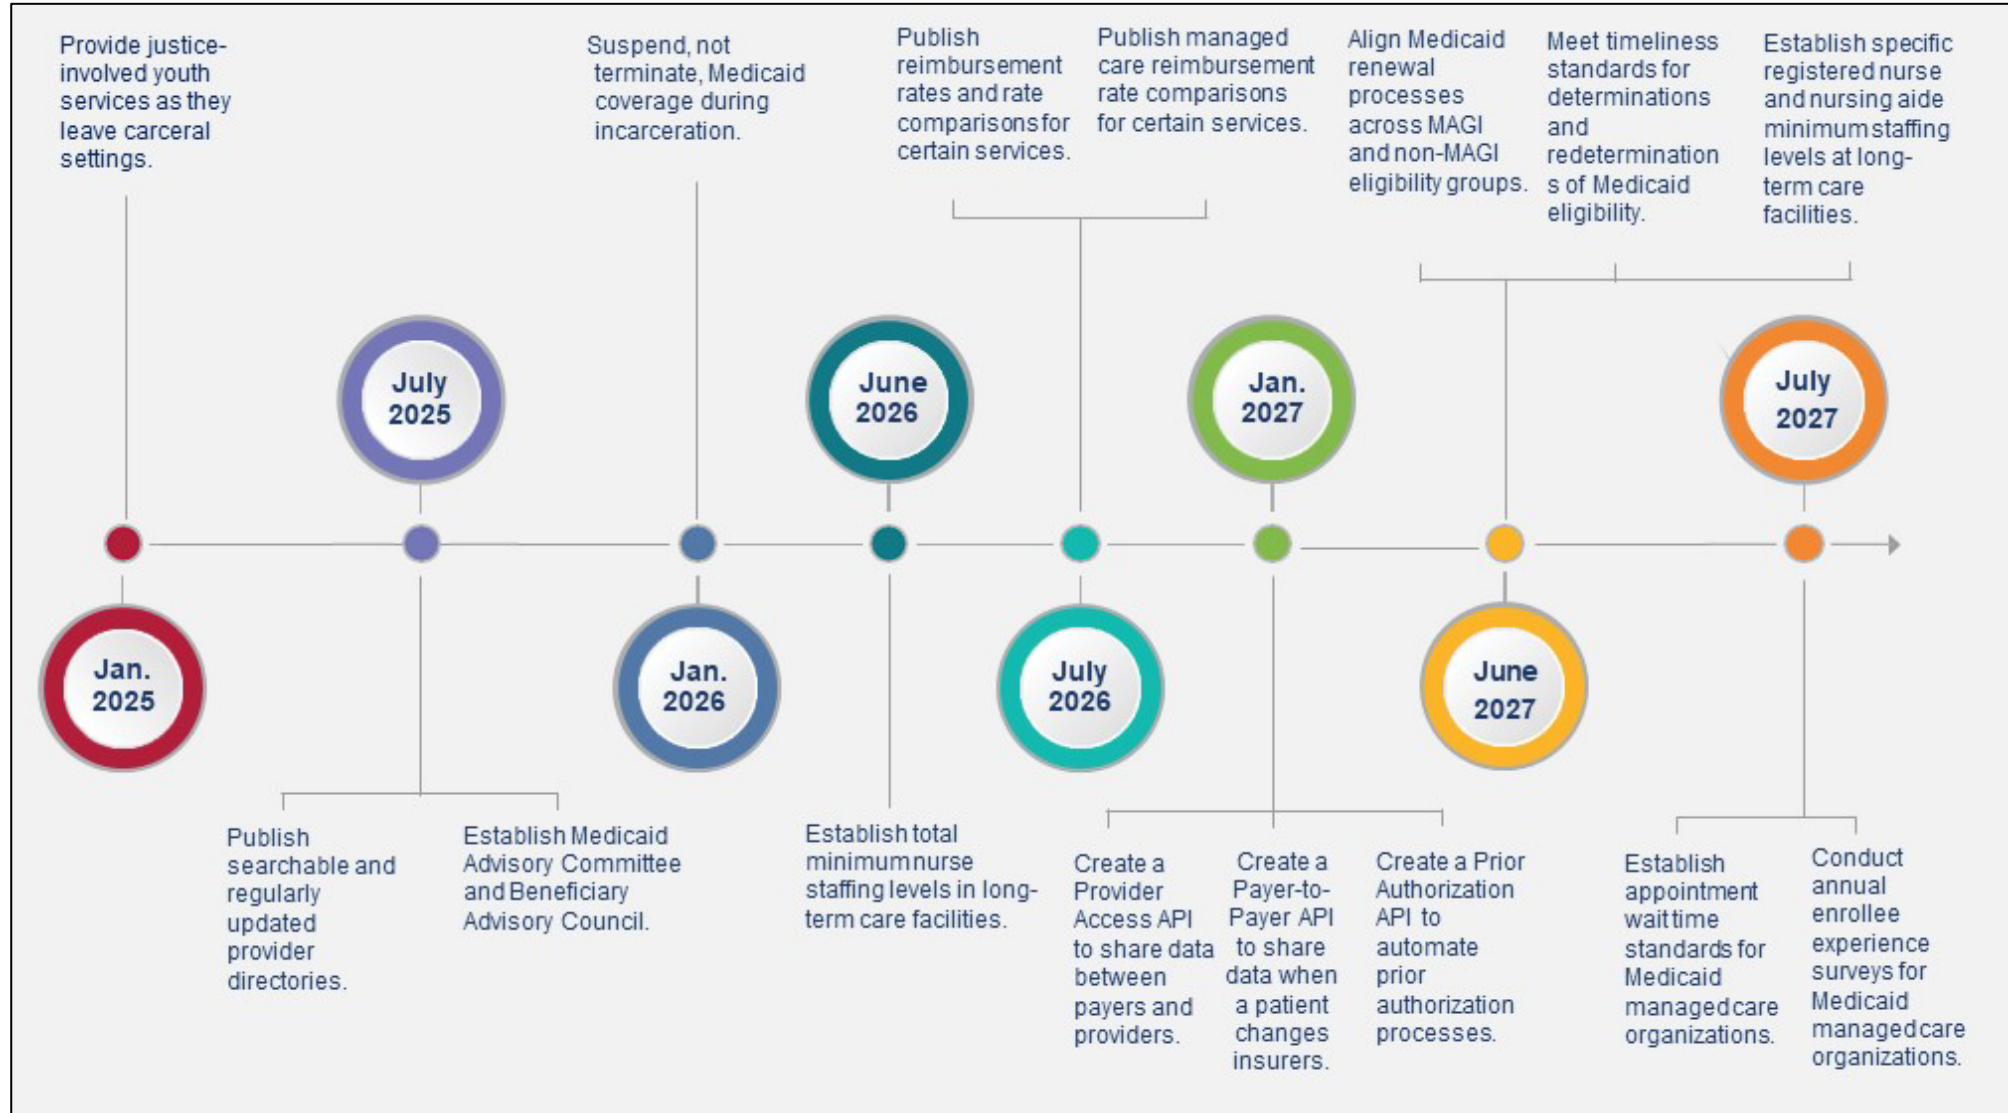 Provide justice-
involved youth
services as they
leave carceral
settings.
Suspend, not
terminate, Medicaid
coverage during
incarceration.
Publish
reimbursement
rates and rate
comparisons for
certain services.
Publish managed
care reimbursement
rate comparisons
for certain services.
Align Medicaid
renewal
processes
across MAGI
and non-MAGI
eligibility groups.
Meet timeliness
standards for
determinations
and
redetermination
s of Medicaid
eligibility.
Establish specific
registered nurse
and nursing aide
minimum staffing
levels at long-
term care
facilities.
July
2025
June
2026
Jan.
2027
July
2027
Jan.
2025
Jan.
2026
July
2026
June
2027
Publish
searchable and
regularly
updated
provider
directories.
Establish Medicaid
Advisory Committee
and Beneficiary
Advisory Council.
Establish total
minimum nurse
staffing levels in long-
term care facilities.
Create a
Provider
Access API
to share data
between
payers and
providers.
Create a
Payer-to-
Payer API
to share
data when
a patient
changes
insurers.
Create a Prior
Authorization
API to
automate
prior
authorization
processes.
Establish
appointment
wait time
standards for
Medicaid
managed care
organizations.
Conduct
annual
enrollee
experience
surveys for
Medicaid
managed care
organizations.